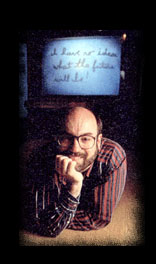 I have no idea
what the future
will be!